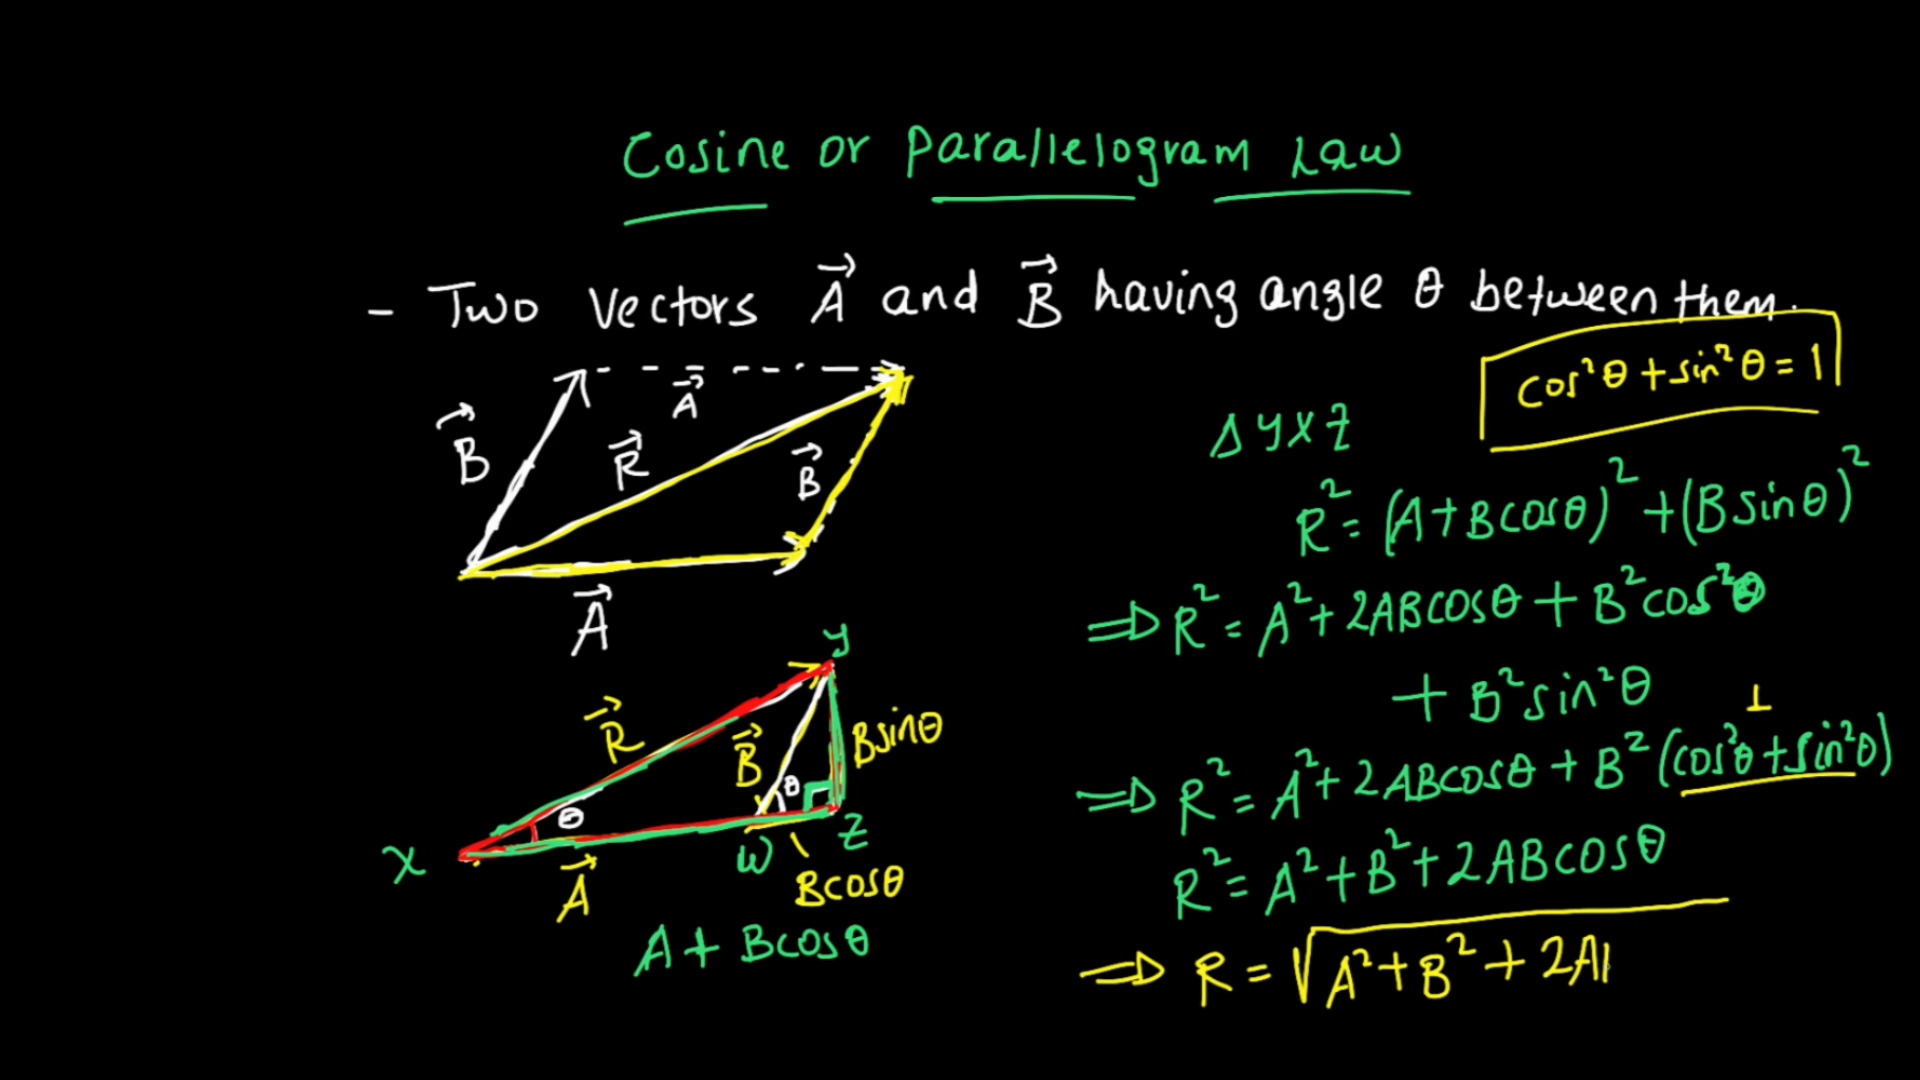 Cosine or Parallelogram Law
- Two Vectors A⃗ and B⃗ having angle θ between them.
cos²θ + sin²θ = 1
A⃗
B⃗
R⃗
B⃗
A⃗
Δ YXZ
R² = (A + Bcosθ)² + (Bsinθ)²
⇒ R² = A² + 2ABcosθ + B²cos²θ
+ B²sin²θ
1
⇒ R² = A² + 2ABcosθ + B²(cos²θ + sin²θ)
R² = A² + B² + 2ABcosθ
⇒ R = √A² + B² + 2A
y
R⃗
B⃗
Bsinθ
θ
θ
X
A⃗
W
Z
Bcosθ
A + Bcosθ